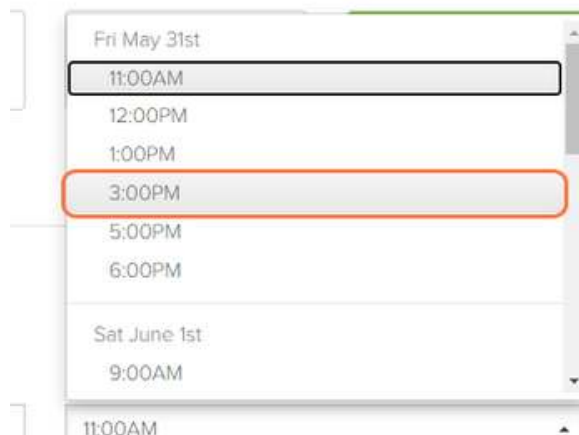 Fri May 31st
11:00AM
12:00PM
1:00PM
3:00PM
5:00PM
6:00PM
Sat June 1st
9:00AM
11:00AM